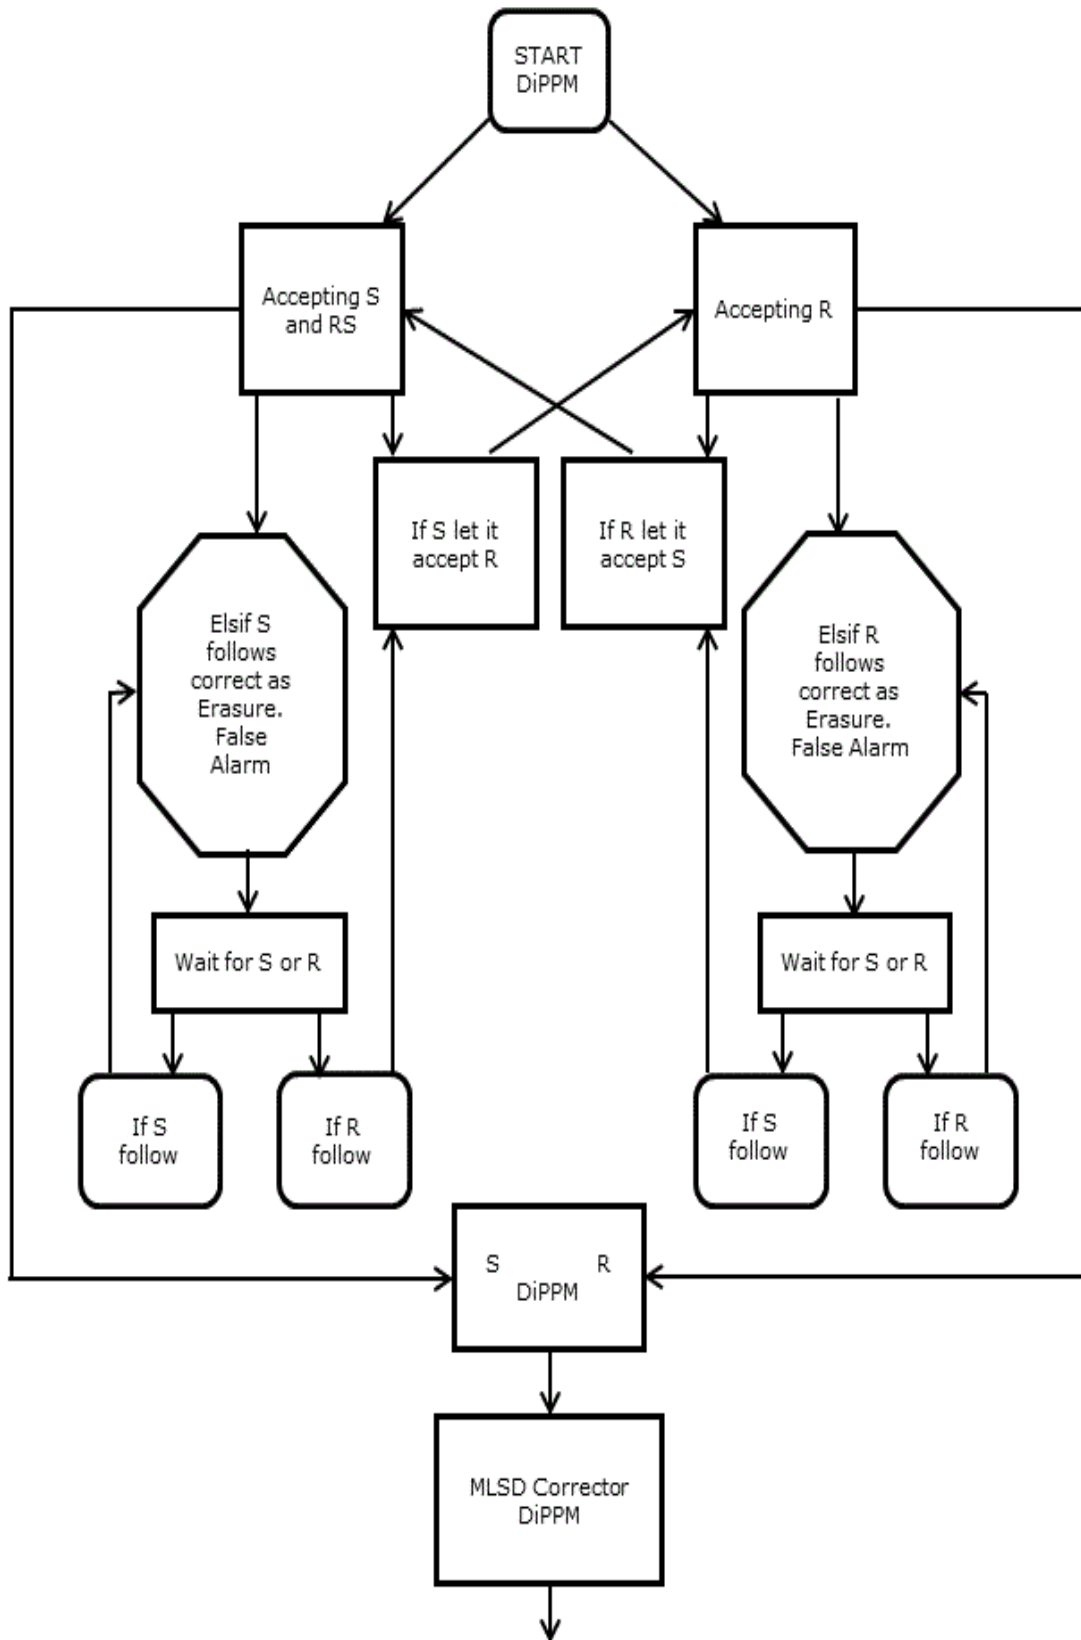 START
DiPPM
Accepting S
and RS
Accepting R
If S let it
accept R
If R let it
accept S
Elsif S
follows
correct as
Erasure.
False
Alarm
Elsif R
follows
correct as
Erasure.
False Alarm
Wait for S or R
Wait for S or R
If S
follow
If R
follow
If S
follow
If R
follow
S R
DiPPM
MLSD Corrector
DiPPM